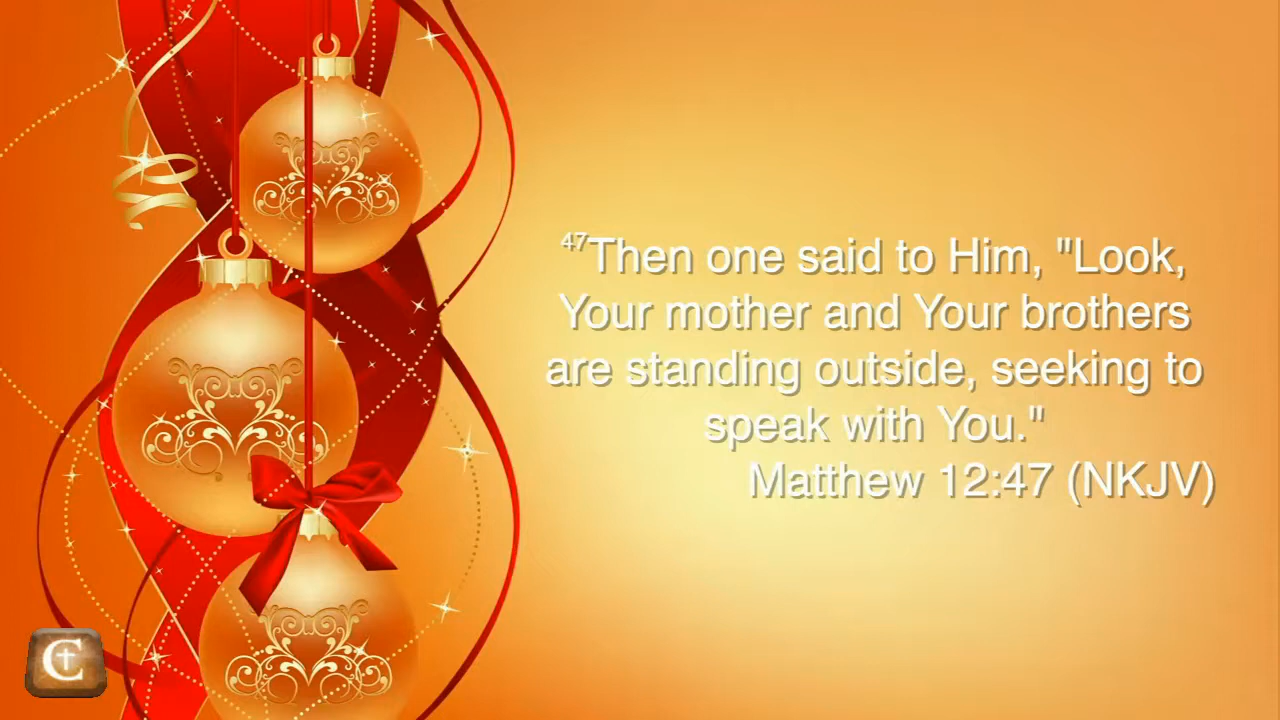 47Then one said to Him, "Look,
Your mother and Your brothers
are standing outside, seeking to
speak with You."
Matthew 12:47 (NKJV)
C